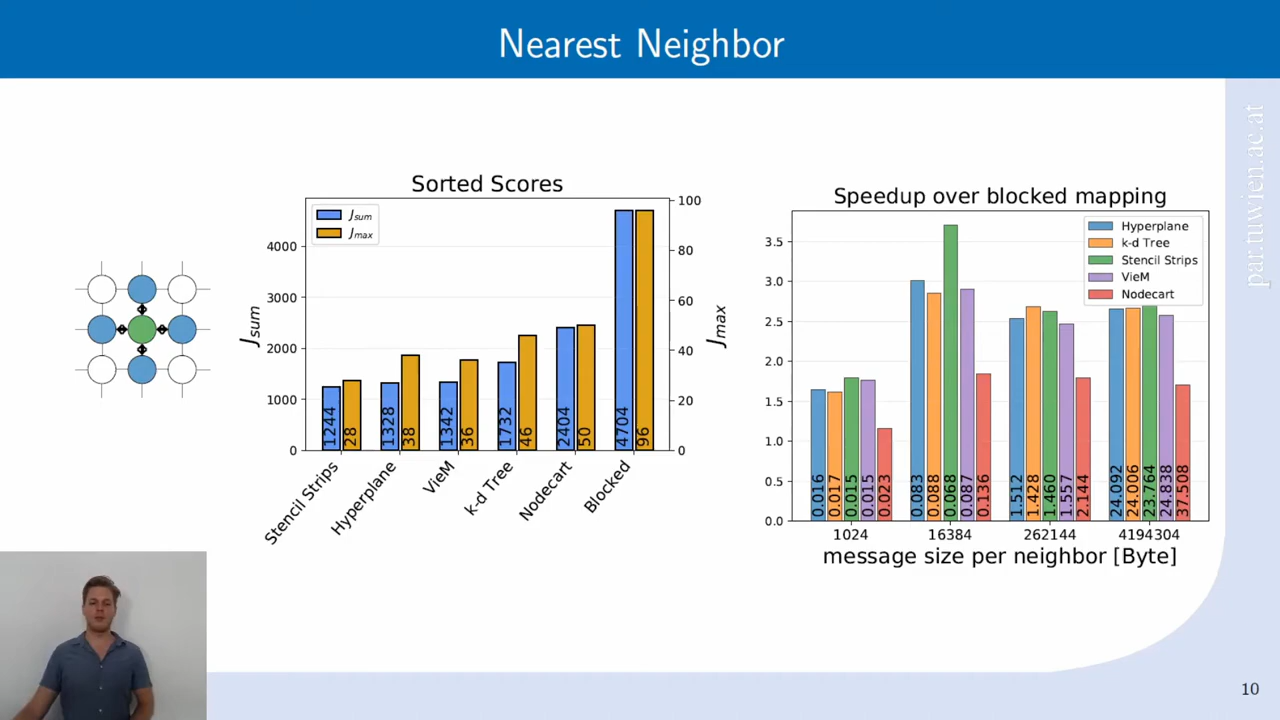 Nearest Neighbor
par.tuwien.ac.at
Sorted Scores
J_sum
J_max
4000
3000
2000
1000
0
100
80
60
40
20
0
J_sum
J_max
1244
28
1328
38
1342
36
1732
46
2404
50
4704
96
Stencil Strips
Hyperplane
VieM
k-d Tree
Nodecart
Blocked
Speedup over blocked mapping
Hyperplane
k-d Tree
Stencil Strips
VieM
Nodecart
3.5
3.0
2.5
2.0
1.5
1.0
0.5
0.0
0.016
0.017
0.015
0.015
0.023
0.083
0.088
0.068
0.087
0.136
1.512
1.428
1.460
1.557
2.144
24.092
24.006
23.764
24.838
37.508
1024
16384
262144
4194304
message size per neighbor [Byte]
10